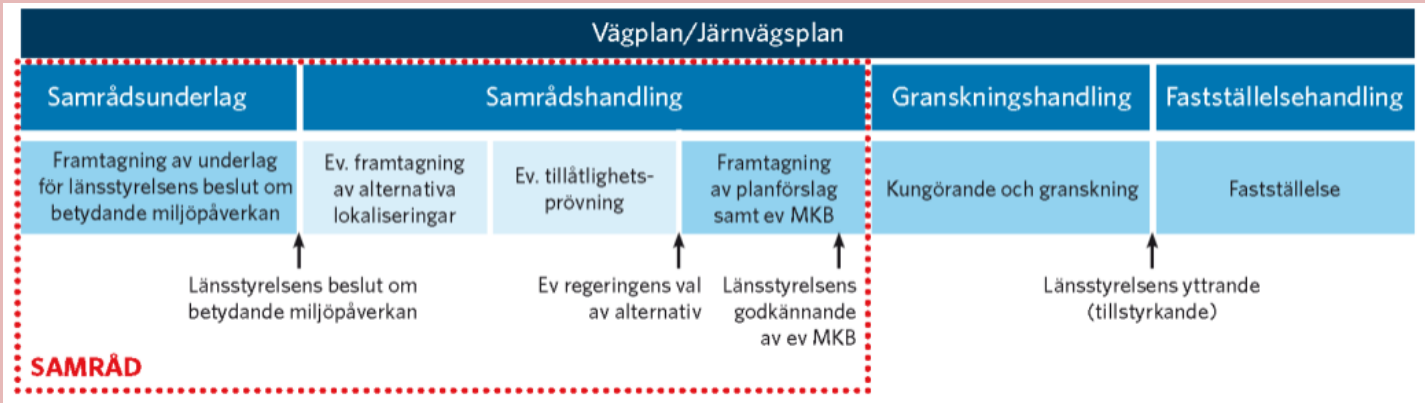 Vägplan/Järnvägsplan
Samrådsunderlag
Samrådshandling
Granskningshandling
Fastställelsehandling
Framtagning av underlag
för länsstyrelsens beslut om
betydande miljöpåverkan
Ev. framtagning
av alternativa
lokaliseringar
Ev. tillåtlighets-
prövning
Framtagning
av planförslag
samt ev MKB
Kungörande och granskning
Fastställelse
Länsstyrelsens beslut om
betydande miljöpåverkan
Ev regeringens val
av alternativ
Länsstyrelsens
godkännande
av ev MKB
Länsstyrelsens yttrande
(tillstyrkande)
SAMRÅD